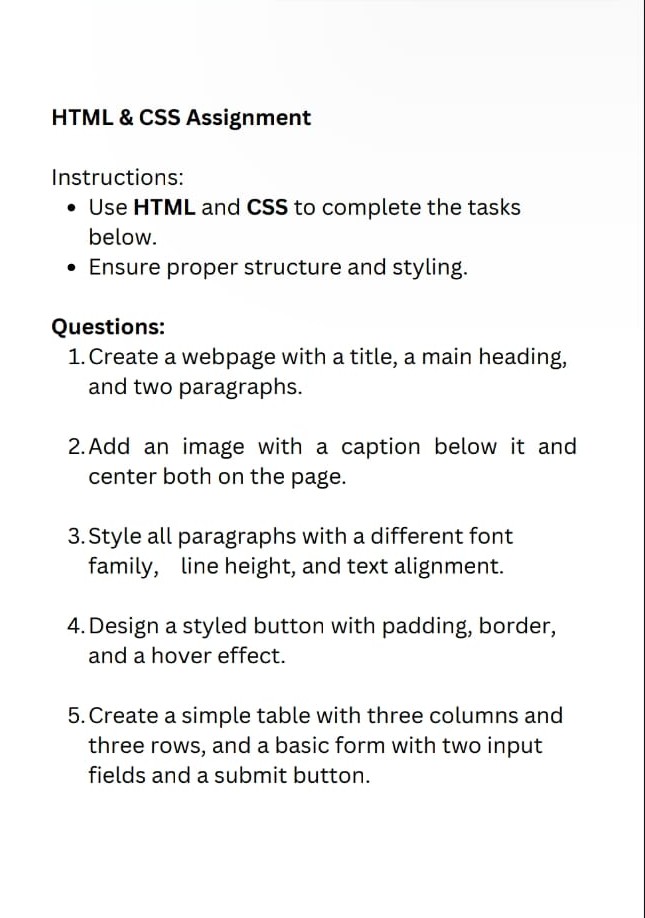 HTML & CSS Assignment
Instructions:
• Use HTML and CSS to complete the tasks
below.
• Ensure proper structure and styling.
Questions:
1. Create a webpage with a title, a main heading,
and two paragraphs.
2. Add an image with a caption below it and
center both on the page.
3. Style all paragraphs with a different font
family, line height, and text alignment.
4. Design a styled button with padding, border,
and a hover effect.
5. Create a simple table with three columns and
three rows, and a basic form with two input
fields and a submit button.